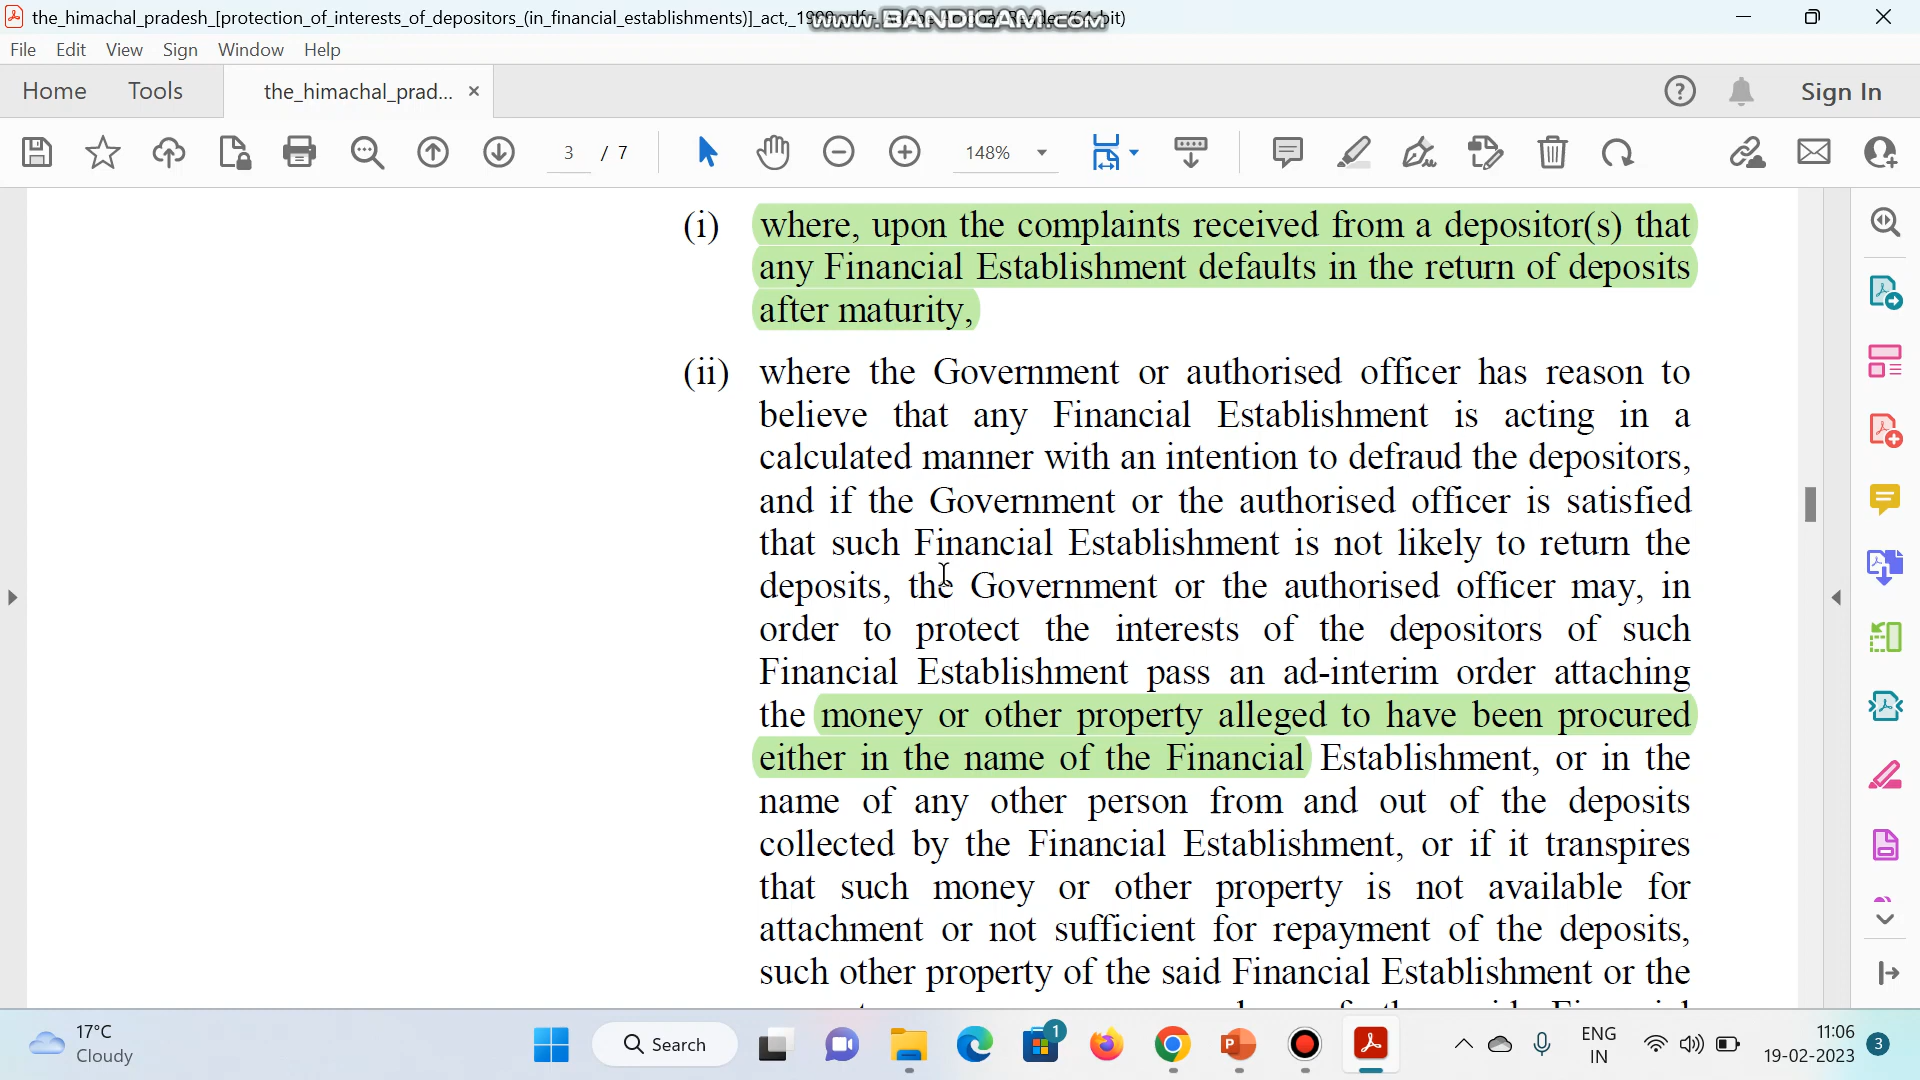 the_himachal_pradesh_[protection_of_interests_of_depositors_(in_financial_establishments)]_act,_1999.pdf - Adobe Acrobat Reader (64-bit)
www.BANDICAM.com
File Edit View Sign Window Help
Home Tools the_himachal_prad... Sign In
3 / 7 148%
(i) where, upon the complaints received from a depositor(s) that
any Financial Establishment defaults in the return of deposits
after maturity,
(ii) where the Government or authorised officer has reason to
believe that any Financial Establishment is acting in a
calculated manner with an intention to defraud the depositors,
and if the Government or the authorised officer is satisfied
that such Financial Establishment is not likely to return the
deposits, the Government or the authorised officer may, in
order to protect the interests of the depositors of such
Financial Establishment pass an ad-interim order attaching
the money or other property alleged to have been procured
either in the name of the Financial Establishment, or in the
name of any other person from and out of the deposits
collected by the Financial Establishment, or if it transpires
that such money or other property is not available for
attachment or not sufficient for repayment of the deposits,
such other property of the said Financial Establishment or the
17°C
Cloudy
Search
1
ENG
IN
11:06
19-02-2023
3